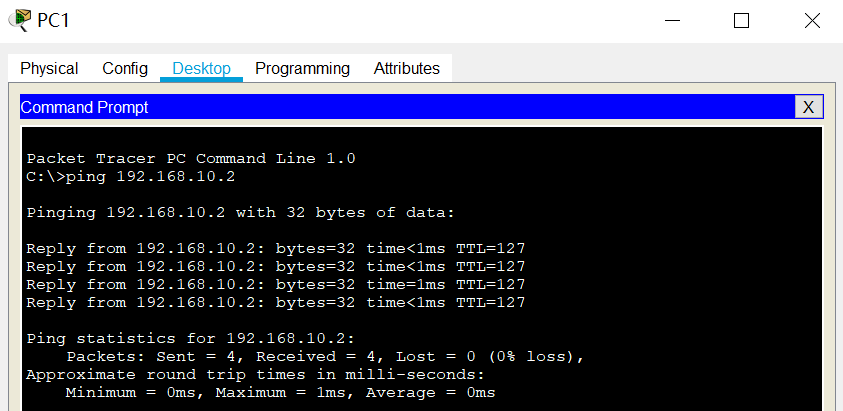 PC1
Physical Config Desktop Programming Attributes
Command Prompt X
Packet Tracer PC Command Line 1.0
C:\>ping 192.168.10.2
Pinging 192.168.10.2 with 32 bytes of data:
Reply from 192.168.10.2: bytes=32 time<1ms TTL=127
Reply from 192.168.10.2: bytes=32 time<1ms TTL=127
Reply from 192.168.10.2: bytes=32 time=1ms TTL=127
Reply from 192.168.10.2: bytes=32 time<1ms TTL=127
Ping statistics for 192.168.10.2:
    Packets: Sent = 4, Received = 4, Lost = 0 (0% loss),
Approximate round trip times in milli-seconds:
    Minimum = 0ms, Maximum = 1ms, Average = 0ms